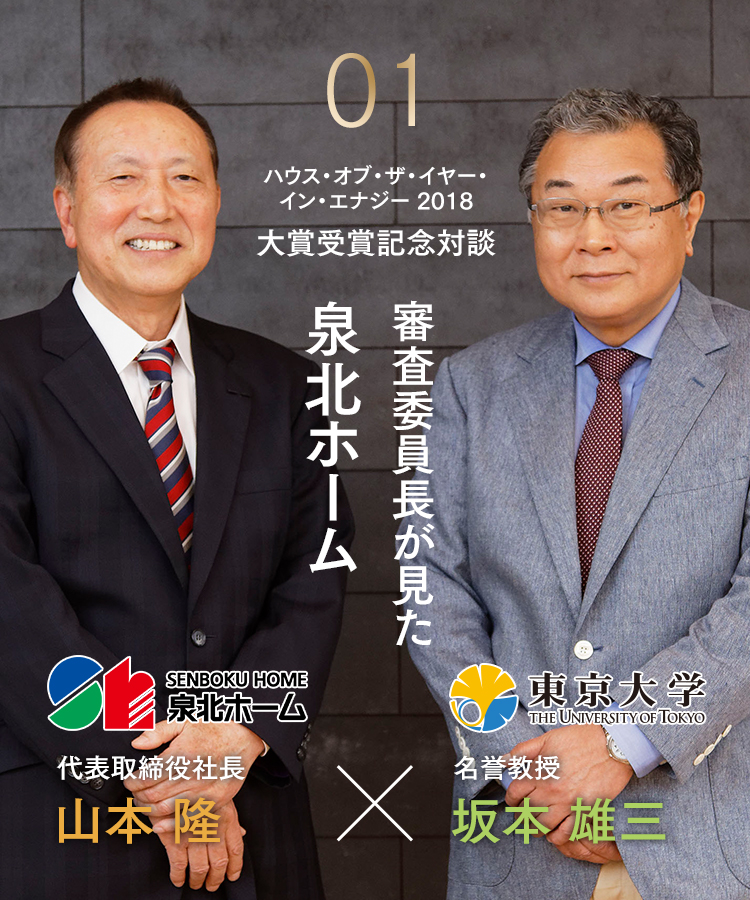 01
ハウス・オブ・ザ・イヤー・
イン・エナジー 2018
大賞受賞記念対談
審査委員長が見た
泉北ホーム
SENBOKU HOME
泉北ホーム
代表取締役社長
山本 隆
×
東京大学
THE UNIVERSITY OF TOKYO
名誉教授
坂本 雄三